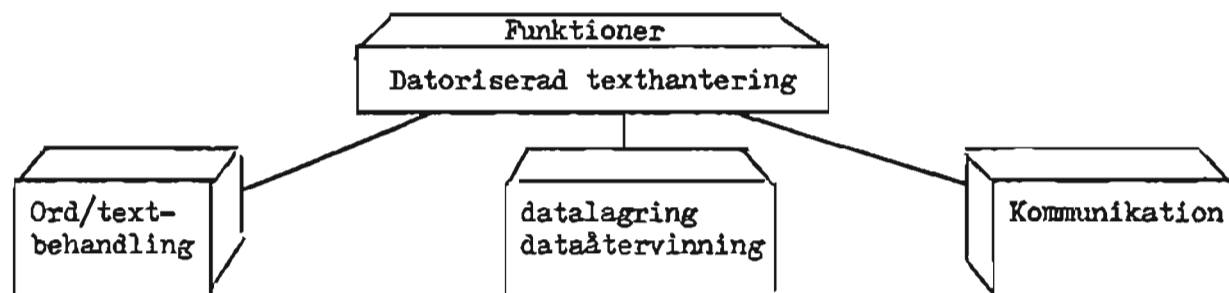 Funktioner
Datoriserad texthantering
Ord/text-
behandling
datalagring
dataåtervinning
Kommunikation